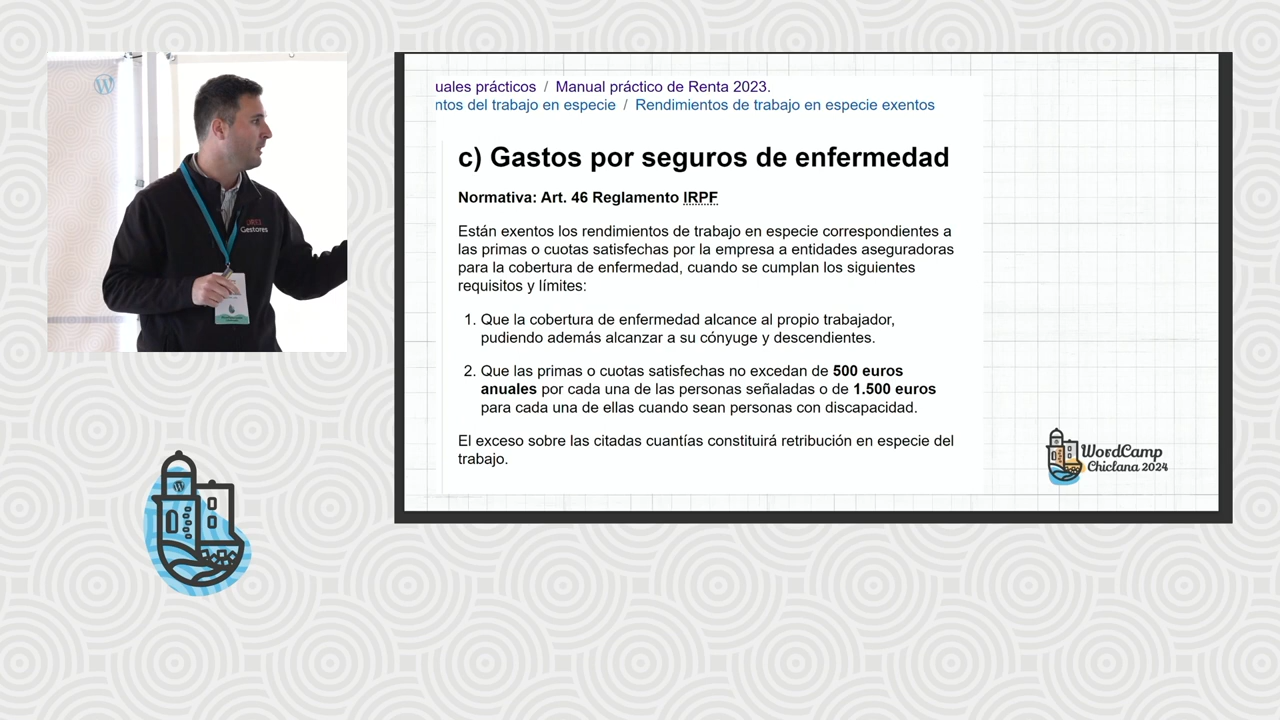 uales prácticos / Manual práctico de Renta 2023.
ntos del trabajo en especie / Rendimientos de trabajo en especie exentos
c) Gastos por seguros de enfermedad
Normativa: Art. 46 Reglamento IRPF
Están exentos los rendimientos de trabajo en especie correspondientes a
las primas o cuotas satisfechas por la empresa a entidades aseguradoras
para la cobertura de enfermedad, cuando se cumplan los siguientes
requisitos y límites:
1. Que la cobertura de enfermedad alcance al propio trabajador,
pudiendo además alcanzar a su cónyuge y descendientes.
2. Que las primas o cuotas satisfechas no excedan de 500 euros
anuales por cada una de las personas señaladas o de 1.500 euros
para cada una de ellas cuando sean personas con discapacidad.
El exceso sobre las citadas cuantías constituirá retribución en especie del
trabajo.
WordCamp
Chiclana 2024
Gestores